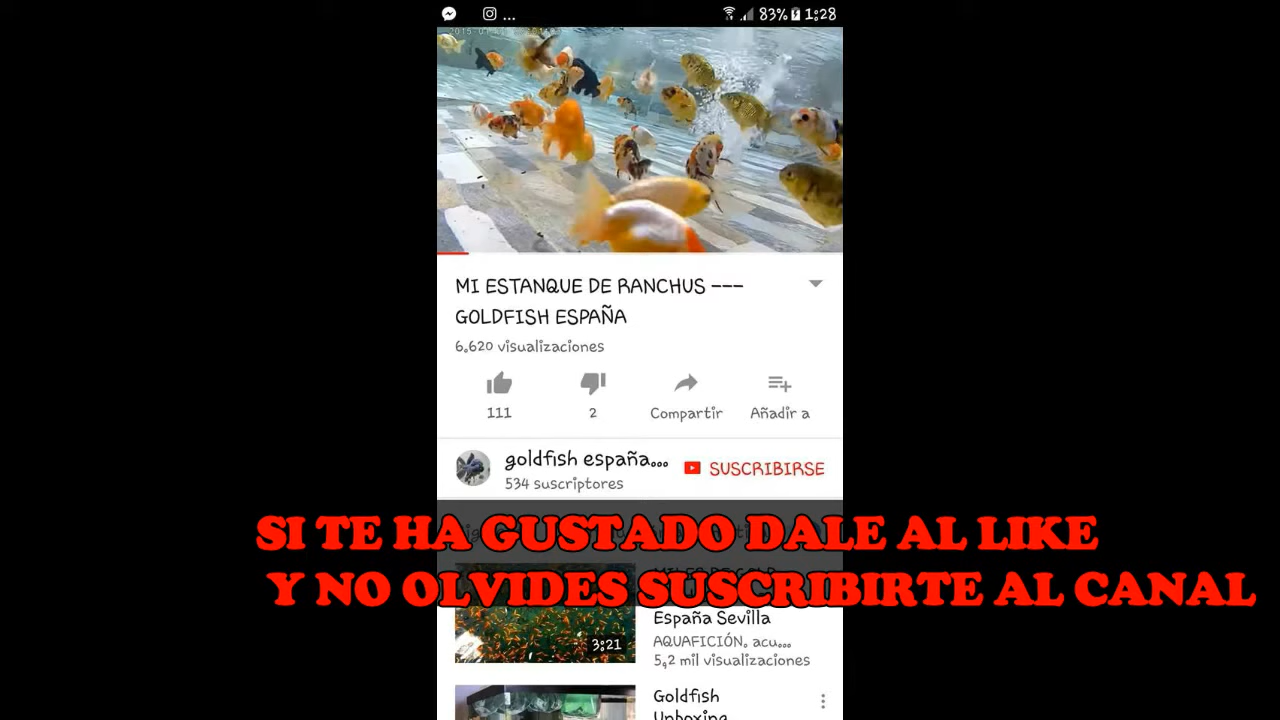 ... 83% 1:28
MI ESTANQUE DE RANCHUS ---
GOLDFISH ESPAÑA
6,620 visualizaciones
111
2
Compartir
Añadir a
goldfish españa...
534 suscriptores
SUSCRIBIRSE
SI TE HA GUSTADO DALE AL LIKE
Y NO OLVIDES SUSCRIBIRTE AL CANAL
3:21
España Sevilla
AQUAFICIÓN, acu...
5,2 mil visualizaciones
Goldfish
Unboxing